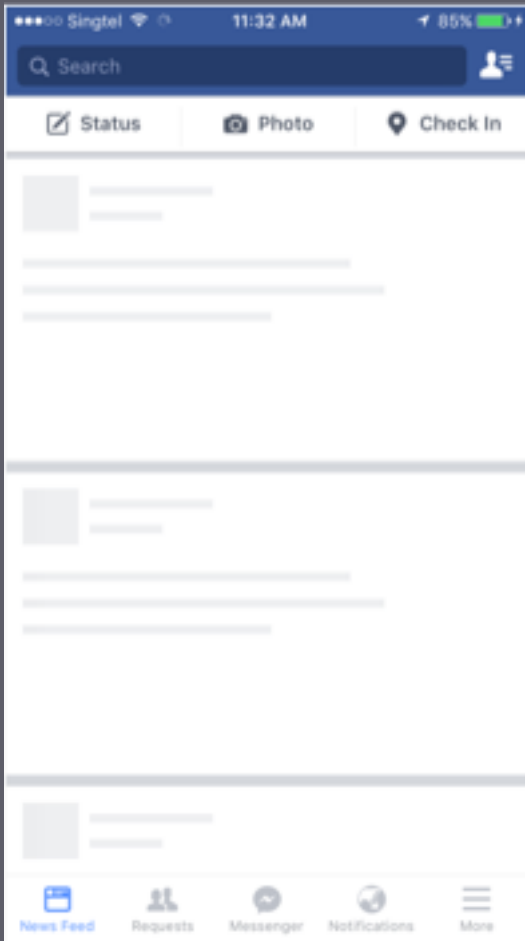 Singtel 11:32 AM 85%
Search
Status Photo Check In
News Feed Requests Messenger Notifications More